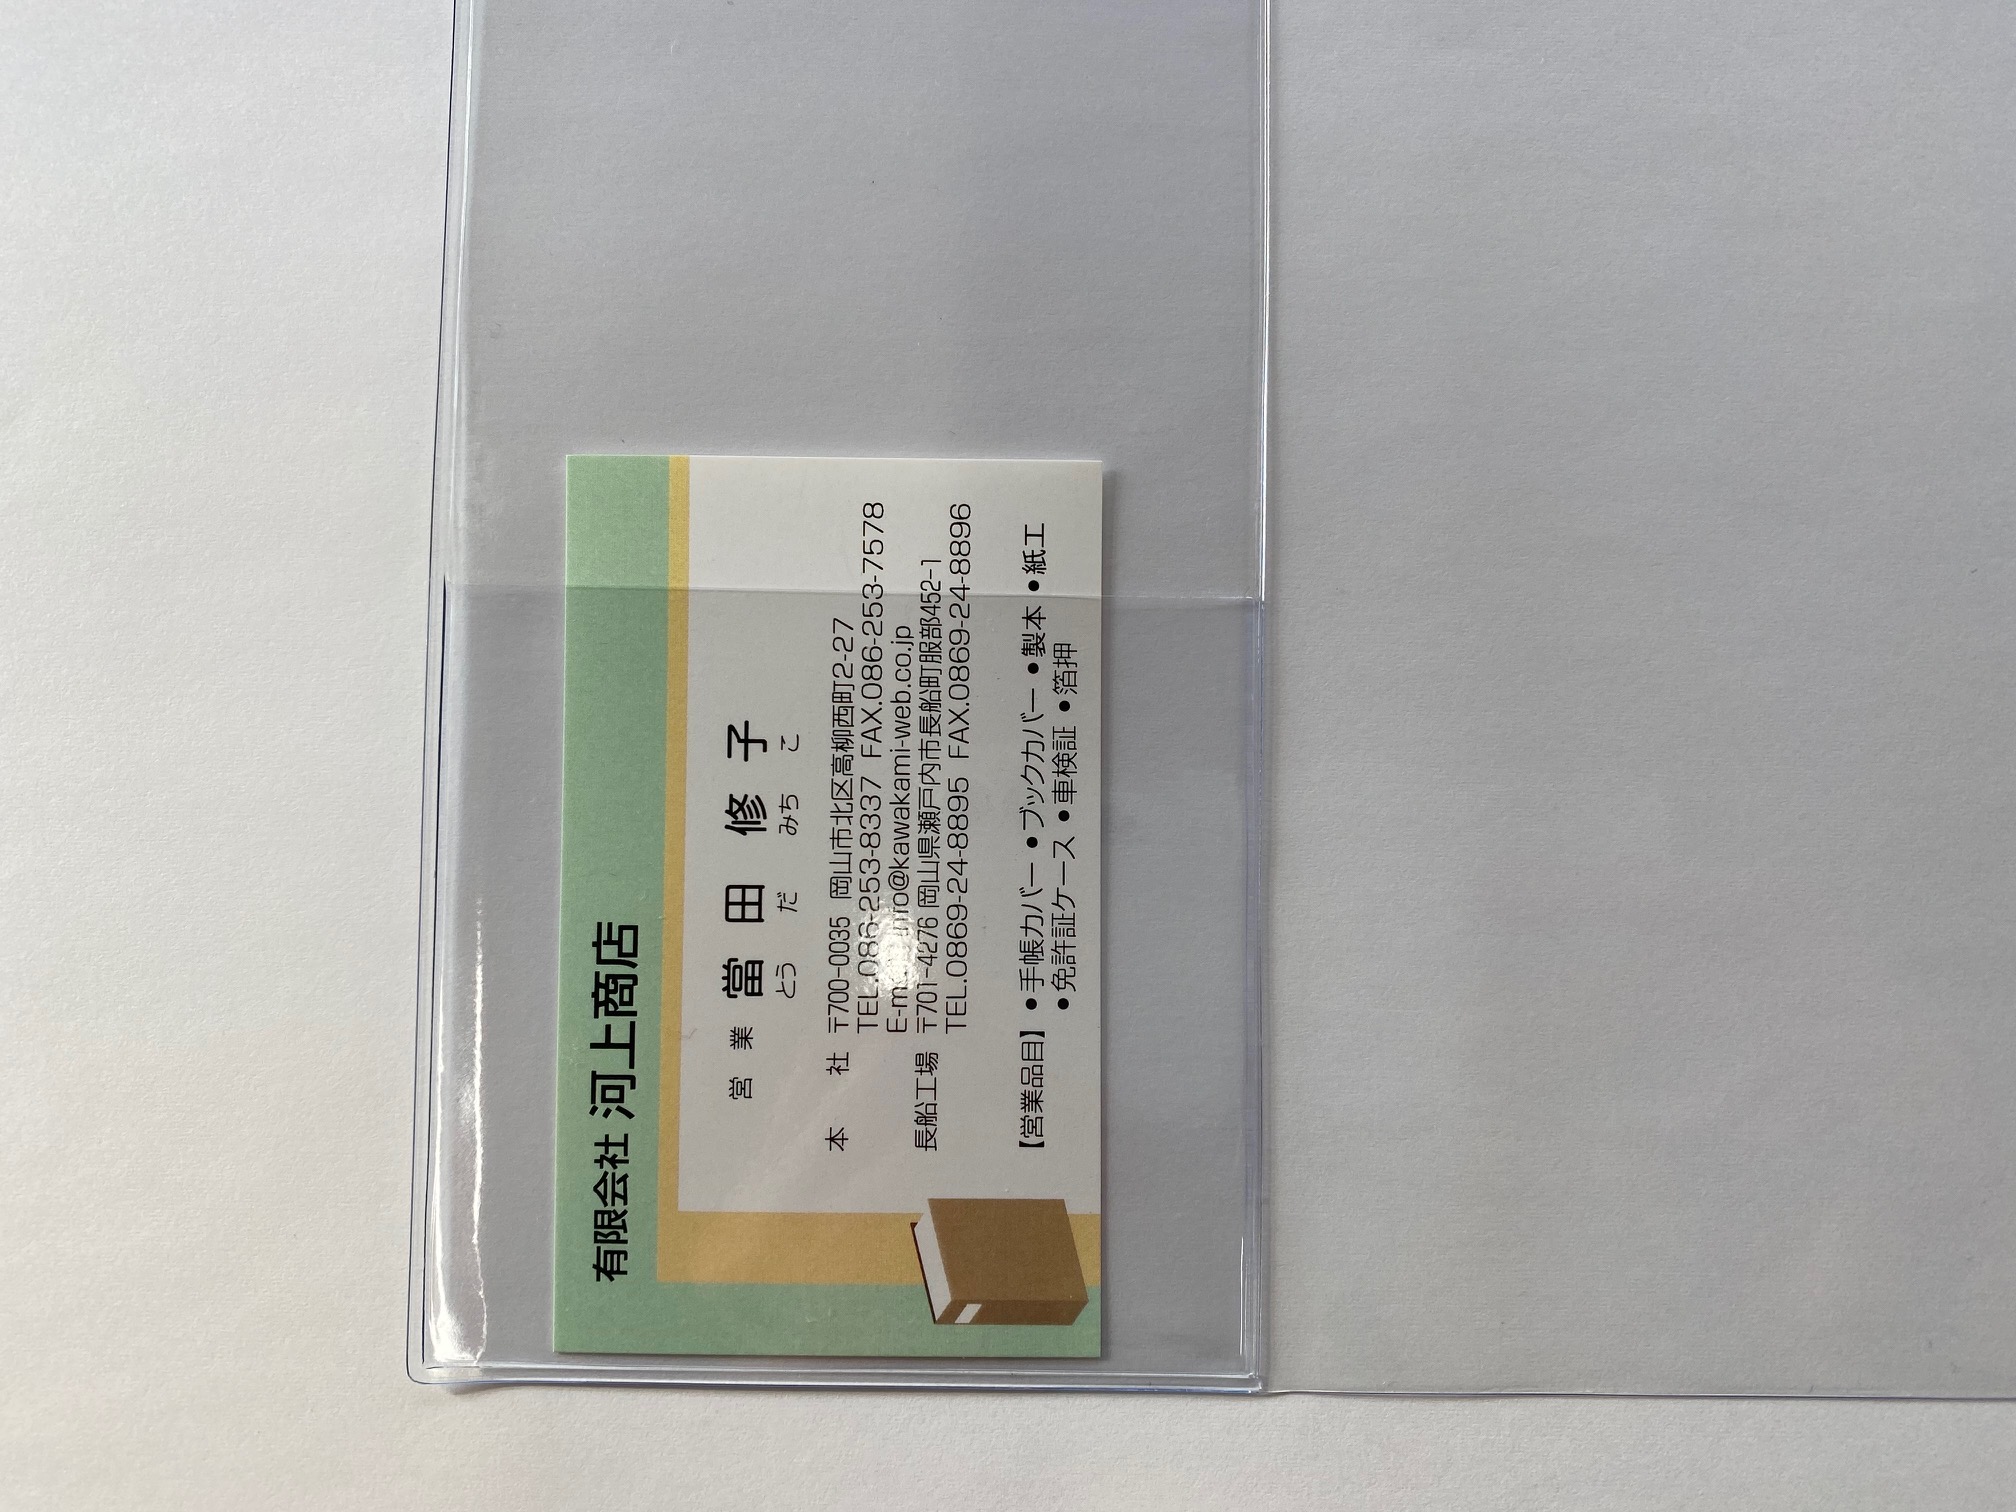 有限会社 河上商店
営業 當田 修子
とう だ みち こ
本 社 〒700-0035 岡山市北区高柳西町2-27
TEL.086-253-8337 FAX.086-253-7578
info@kawakami-web.co.jp
長船工場 〒701-4276 岡山県瀬戸内市長船町服部452-1
TEL.0869-24-8895 FAX.0869-24-8896
【営業品目】 ●手帳カバー ●ブックカバー ●製本 ●紙工
●免許証ケース ●車検証 ●箔押